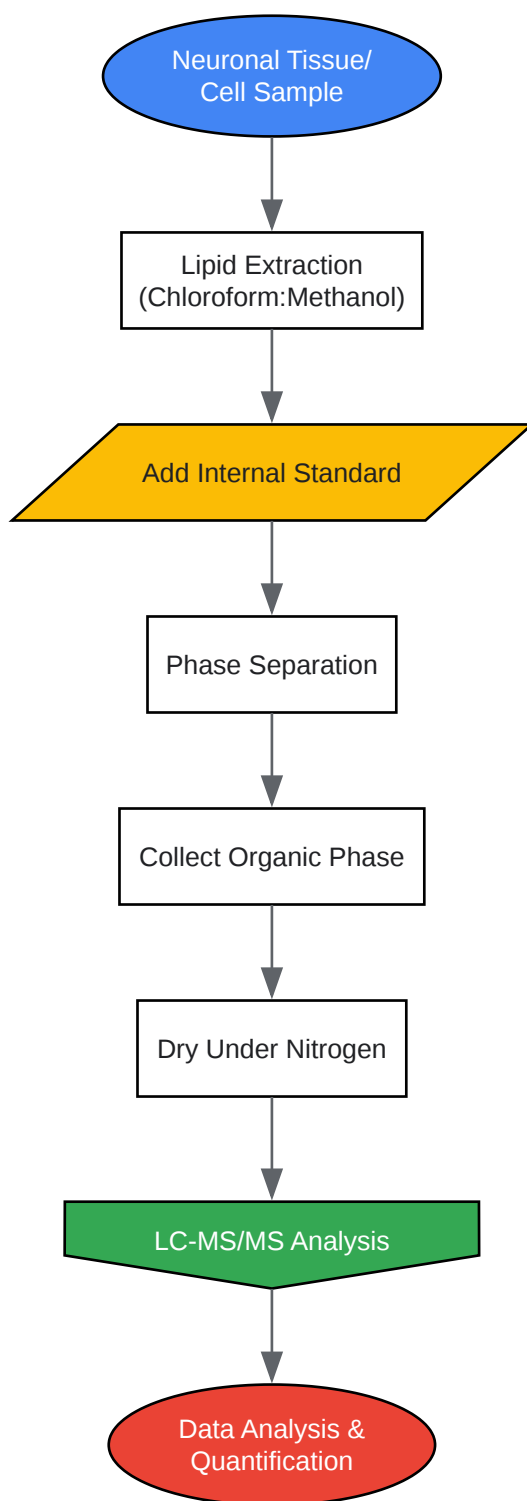 Neuronal Tissue/
Cell Sample
Lipid Extraction
(Chloroform:Methanol)
Add Internal Standard
Phase Separation
Collect Organic Phase
Dry Under Nitrogen
LC-MS/MS Analysis
Data Analysis &
Quantification